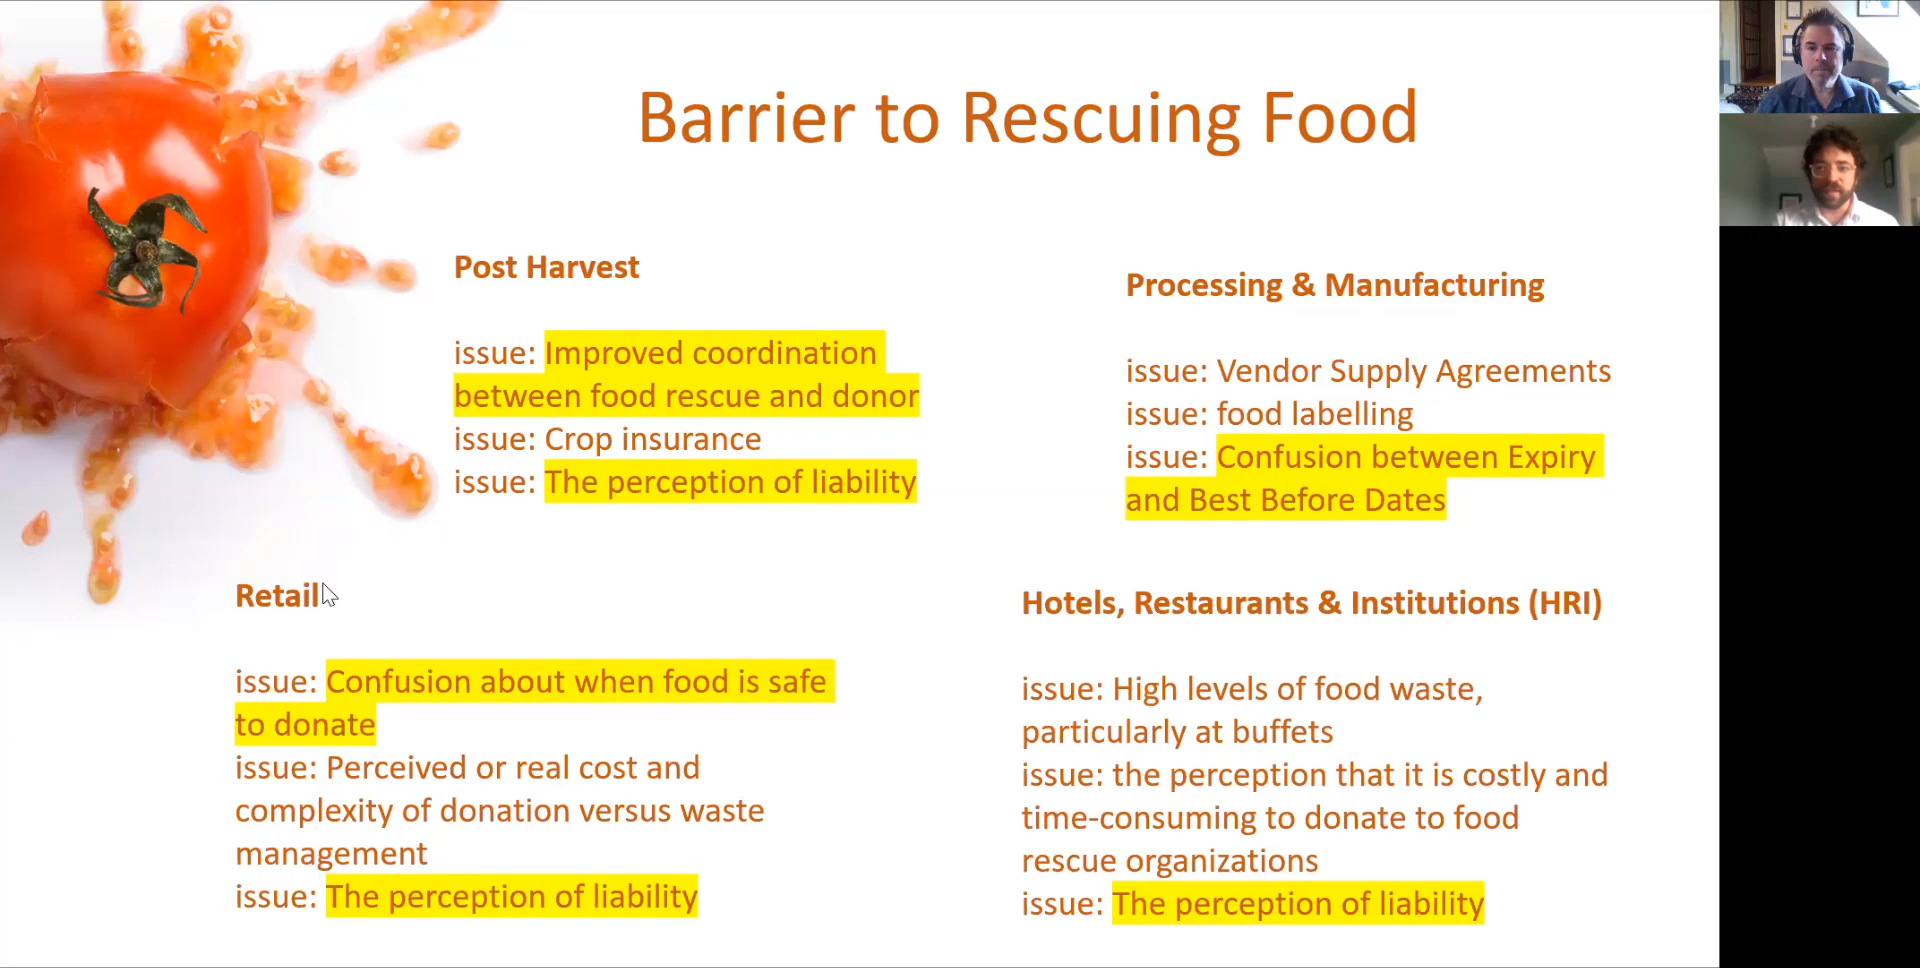 Barrier to Rescuing Food
Post Harvest
issue: Improved coordination
between food rescue and donor
issue: Crop insurance
issue: The perception of liability
Processing & Manufacturing
issue: Vendor Supply Agreements
issue: food labelling
issue: Confusion between Expiry
and Best Before Dates
Retail
issue: Confusion about when food is safe
to donate
issue: Perceived or real cost and
complexity of donation versus waste
management
issue: The perception of liability
Hotels, Restaurants & Institutions (HRI)
issue: High levels of food waste,
particularly at buffets
issue: the perception that it is costly and
time-consuming to donate to food
rescue organizations
issue: The perception of liability